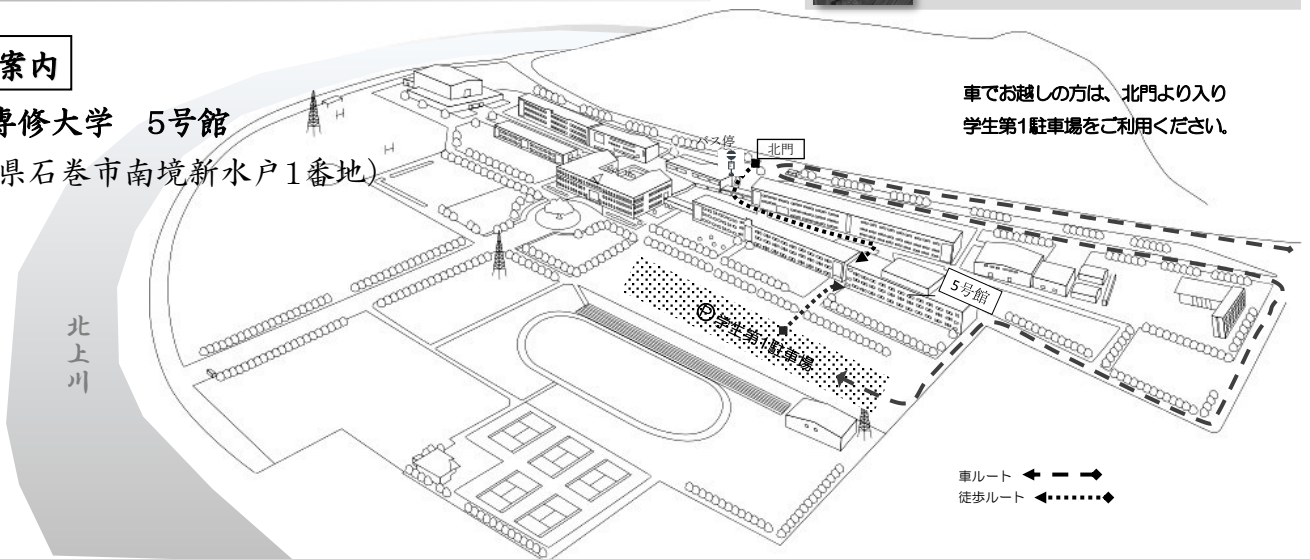 案内
専修大学 5号館
県石巻市南境新水戸1番地)
車でお越しの方は、北門より入り
学生第1駐車場をご利用ください。
バス停
北門
5号館
Ⓟ学生第1駐車場
北上川
車ルート
徒歩ルート